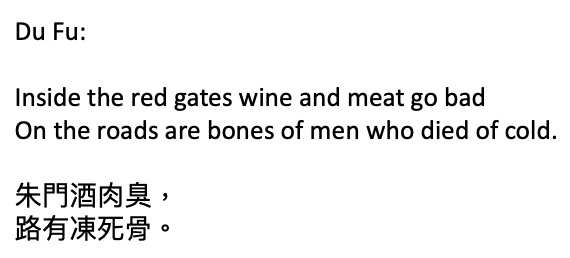 Du Fu:
Inside the red gates wine and meat go bad
On the roads are bones of men who died of cold.
朱門酒肉臭，
路有凍死骨。